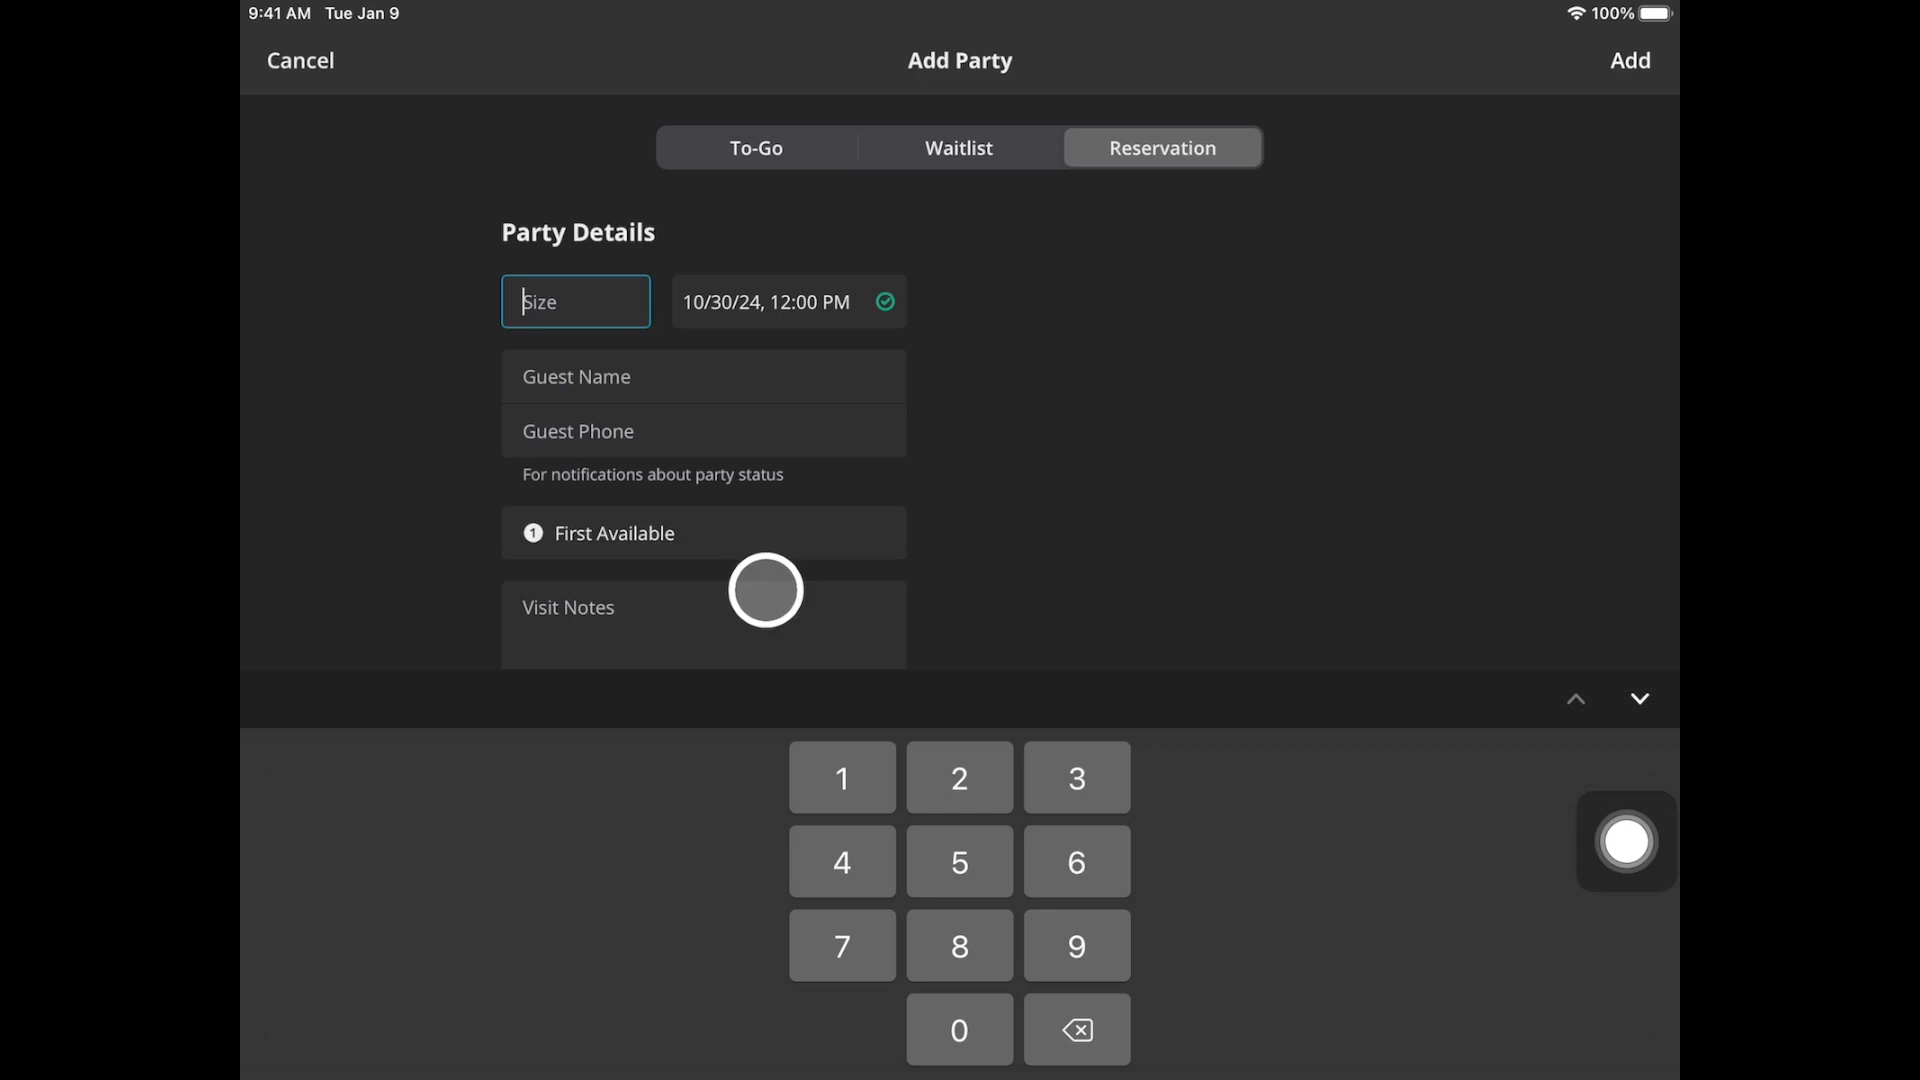 9:41 AM Tue Jan 9
100%
Cancel
Add Party
Add
To-Go
Waitlist
Reservation
Party Details
Size
10/30/24, 12:00 PM
Guest Name
Guest Phone
For notifications about party status
1 First Available
Visit Notes
1 2 3
4 5 6
7 8 9
0